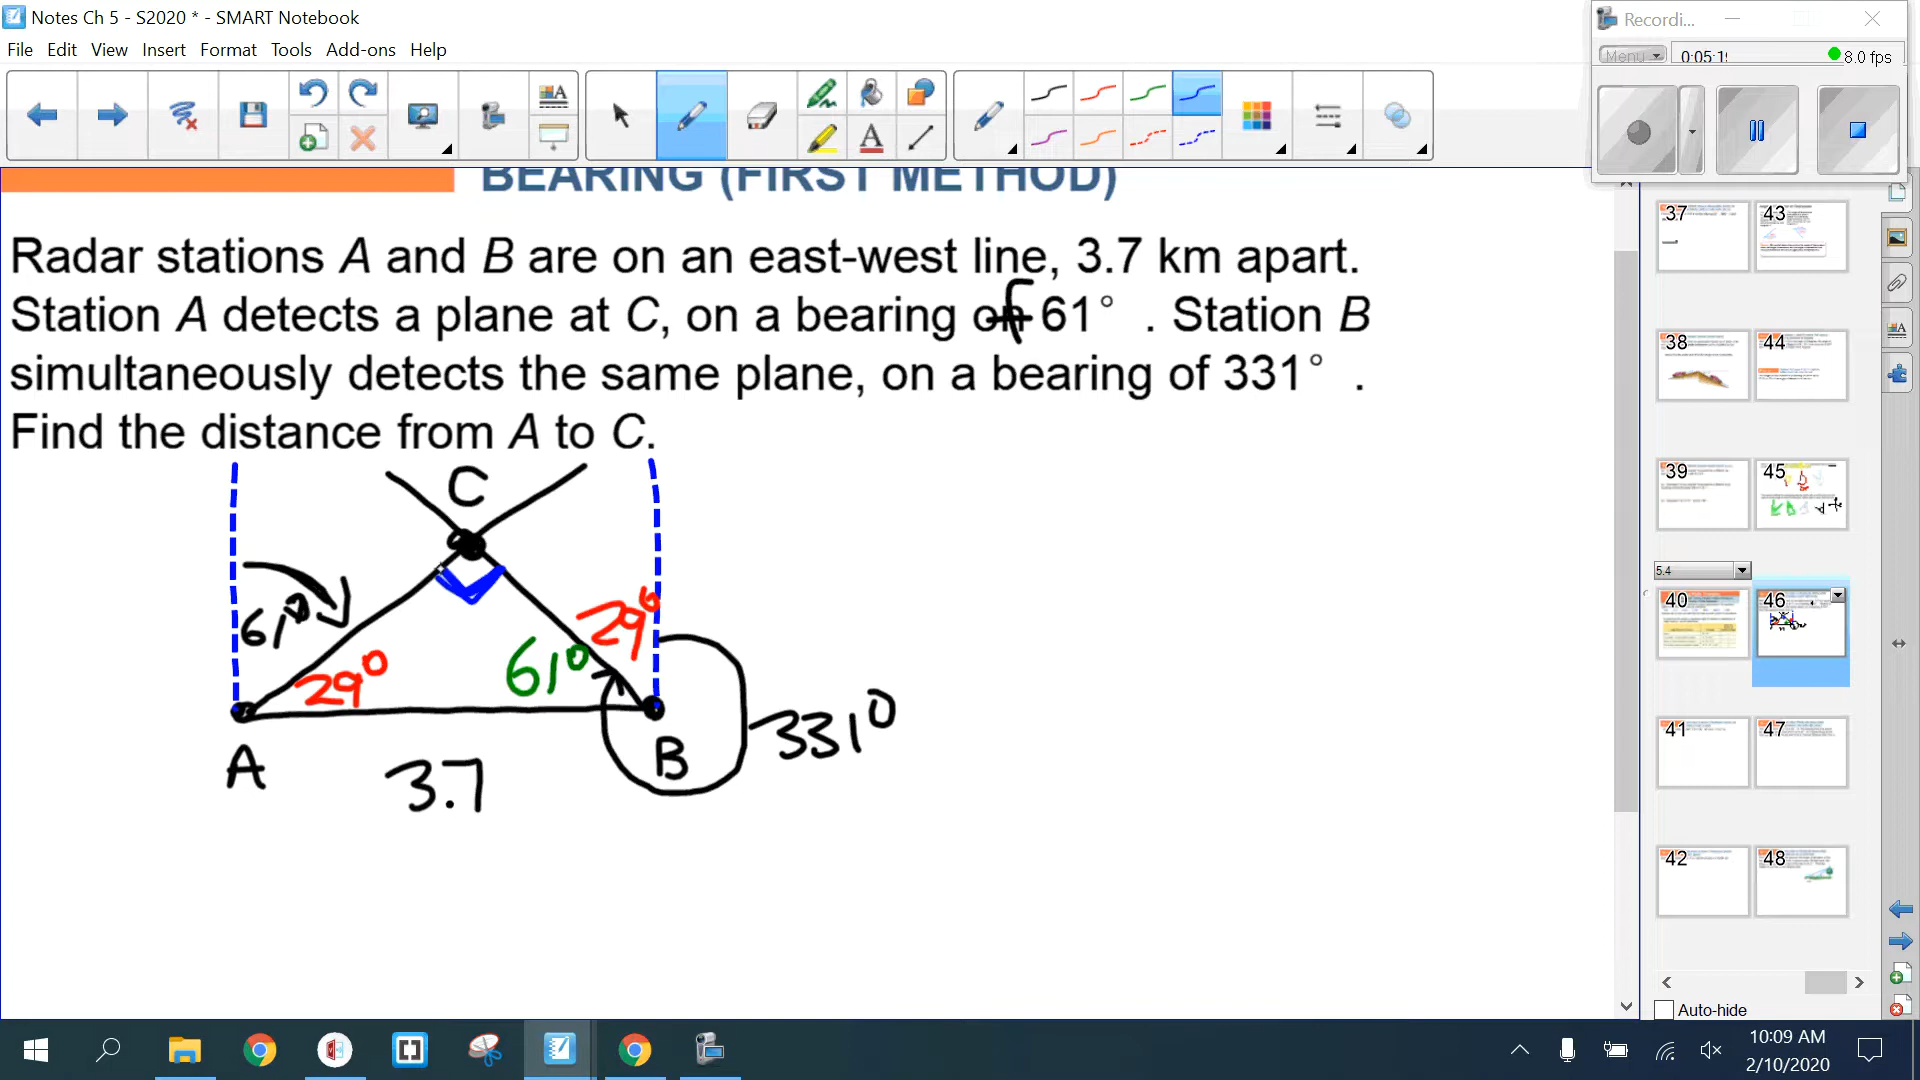 Notes Ch 5 - S2020 * - SMART Notebook
File Edit View Insert Format Tools Add-ons Help
Recordi...
Menu
0:05:1
8.0 fps
BEARING (FIRST METHOD)
Radar stations A and B are on an east-west line, 3.7 km apart.
Station A detects a plane at C, on a bearing of 61° . Station B
simultaneously detects the same plane, on a bearing of 331° .
Find the distance from A to C.
C
61°
29°
61°
29°
331°
A
B
3.7
37
43
38
44
39
45
5.4
40
46
41
47
42
48
Auto-hide
10:09 AM
2/10/2020